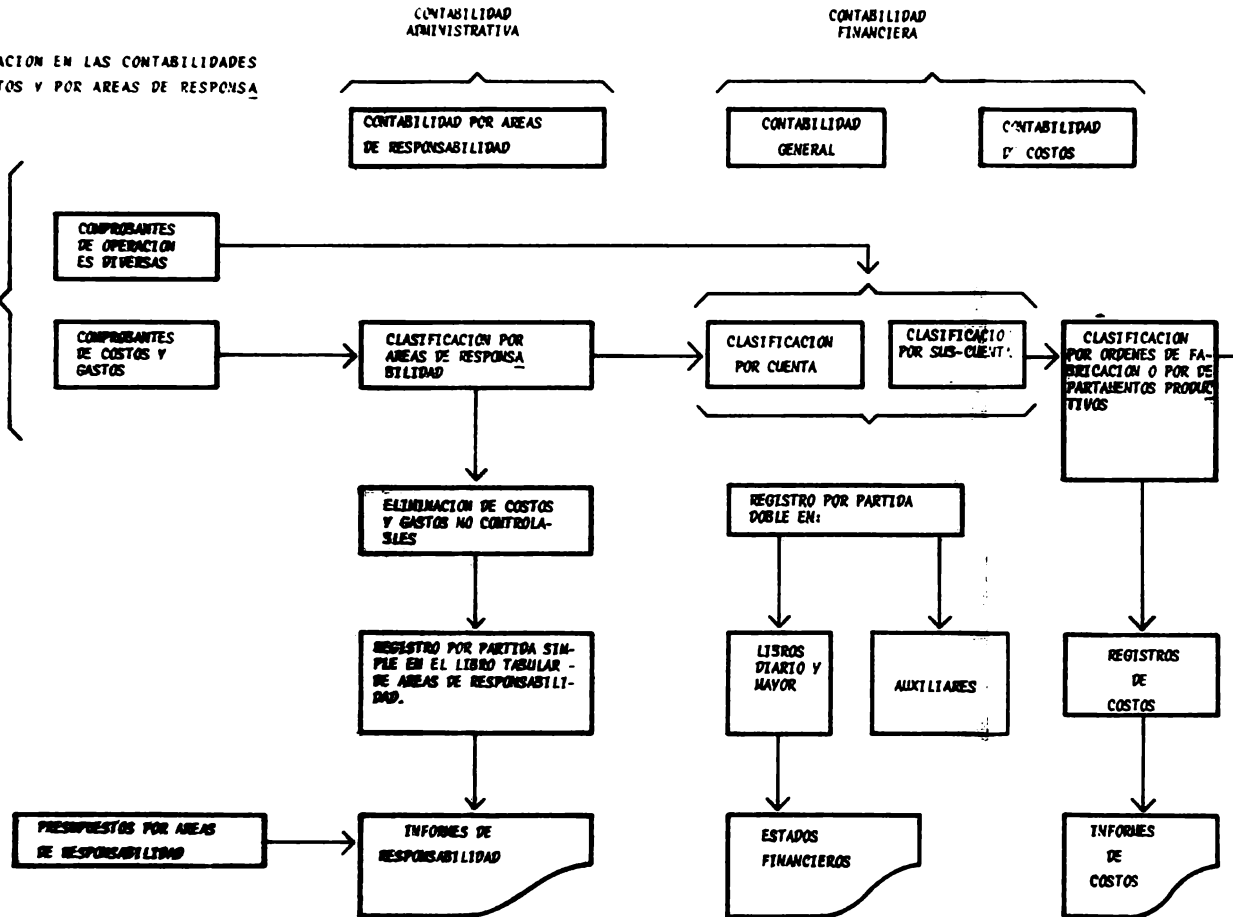 CONTABILIDAD
ADMINISTRATIVA
CONTABILIDAD
FINANCIERA
ACION EN LAS CONTABILIDADES
TOS Y POR AREAS DE RESPONSA
CONTABILIDAD POR AREAS
DE RESPONSABILIDAD
CONTABILIDAD
GENERAL
CONTABILIDAD
DE COSTOS
COMPROBANTES
DE OPERACION
ES DIVERSAS
COMPROBANTES
DE COSTOS Y
GASTOS
CLASIFICACION POR
AREAS DE RESPONSA
BILIDAD
CLASIFICACION
POR CUENTA
CLASIFICACIO
POR SUB-CUENTA
CLASIFICACION
POR ORDENES DE FA-
BRICACION O POR DE
PARTAMENTOS PRODUC
TIVOS
ELIMINACION DE COSTOS
Y GASTOS NO CONTROLA-
BLES
REGISTRO POR PARTIDA
DOBLE EN:
REGISTRO POR PARTIDA SIM-
PLE EN EL LIBRO TABULAR -
DE AREAS DE RESPONSABILI-
DAD.
LIBROS
DIARIO Y
MAYOR
AUXILIARES
REGISTROS
DE
COSTOS
PRESUPUESTOS POR AREAS
DE RESPONSABILIDAD
INFORMES DE
RESPONSABILIDAD
ESTADOS
FINANCIEROS
INFORMES
DE
COSTOS